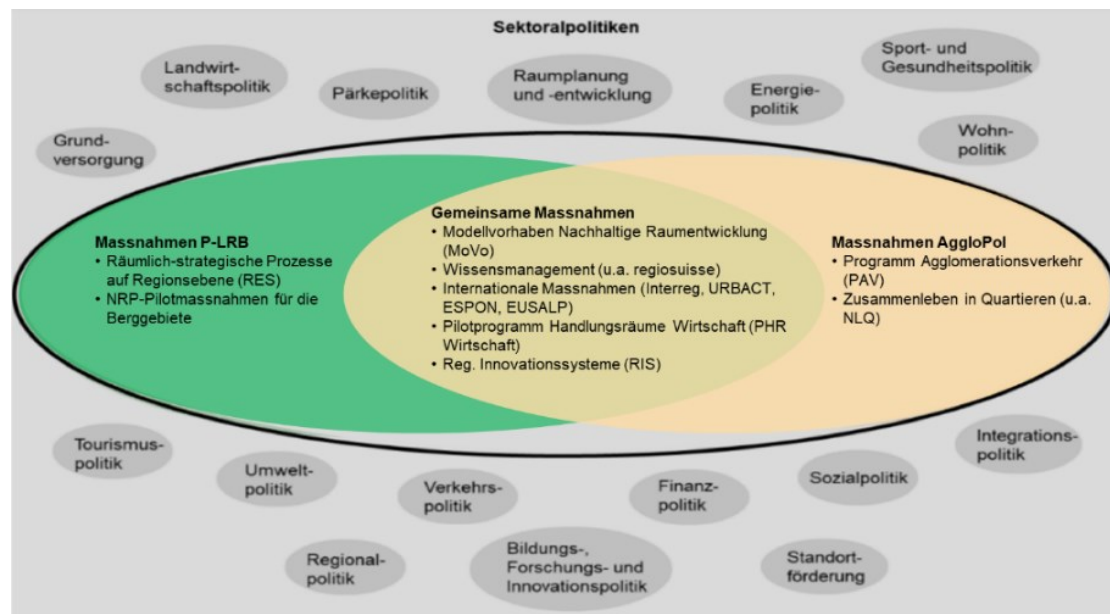 Sektoralpolitiken
Landwirt-
schaftspolitik
Pärkepolitik
Raumplanung
und -entwicklung
Energie-
politik
Sport- und
Gesundheitspolitik
Grund-
versorgung
Wohn-
politik
Massnahmen P-LRB
• Räumlich-strategische Prozesse
auf Regionsebene (RES)
• NRP-Pilotmassnahmen für die
Berggebiete
Gemeinsame Massnahmen
• Modellvorhaben Nachhaltige Raumentwicklung
(MoVo)
• Wissensmanagement (u.a. regiosuisse)
• Internationale Massnahmen (Interreg, URBACT,
ESPON, EUSALP)
• Pilotprogramm Handlungsräume Wirtschaft (PHR
Wirtschaft)
• Reg. Innovationssysteme (RIS)
Massnahmen AggloPol
• Programm Agglomerationsverkehr
(PAV)
• Zusammenleben in Quartieren (u.a.
NLQ)
Tourismus-
politik
Umwelt-
politik
Verkehrs-
politik
Finanz-
politik
Sozialpolitik
Integrations-
politik
Regional-
politik
Bildungs-,
Forschungs- und
Innovationspolitik
Standort-
förderung